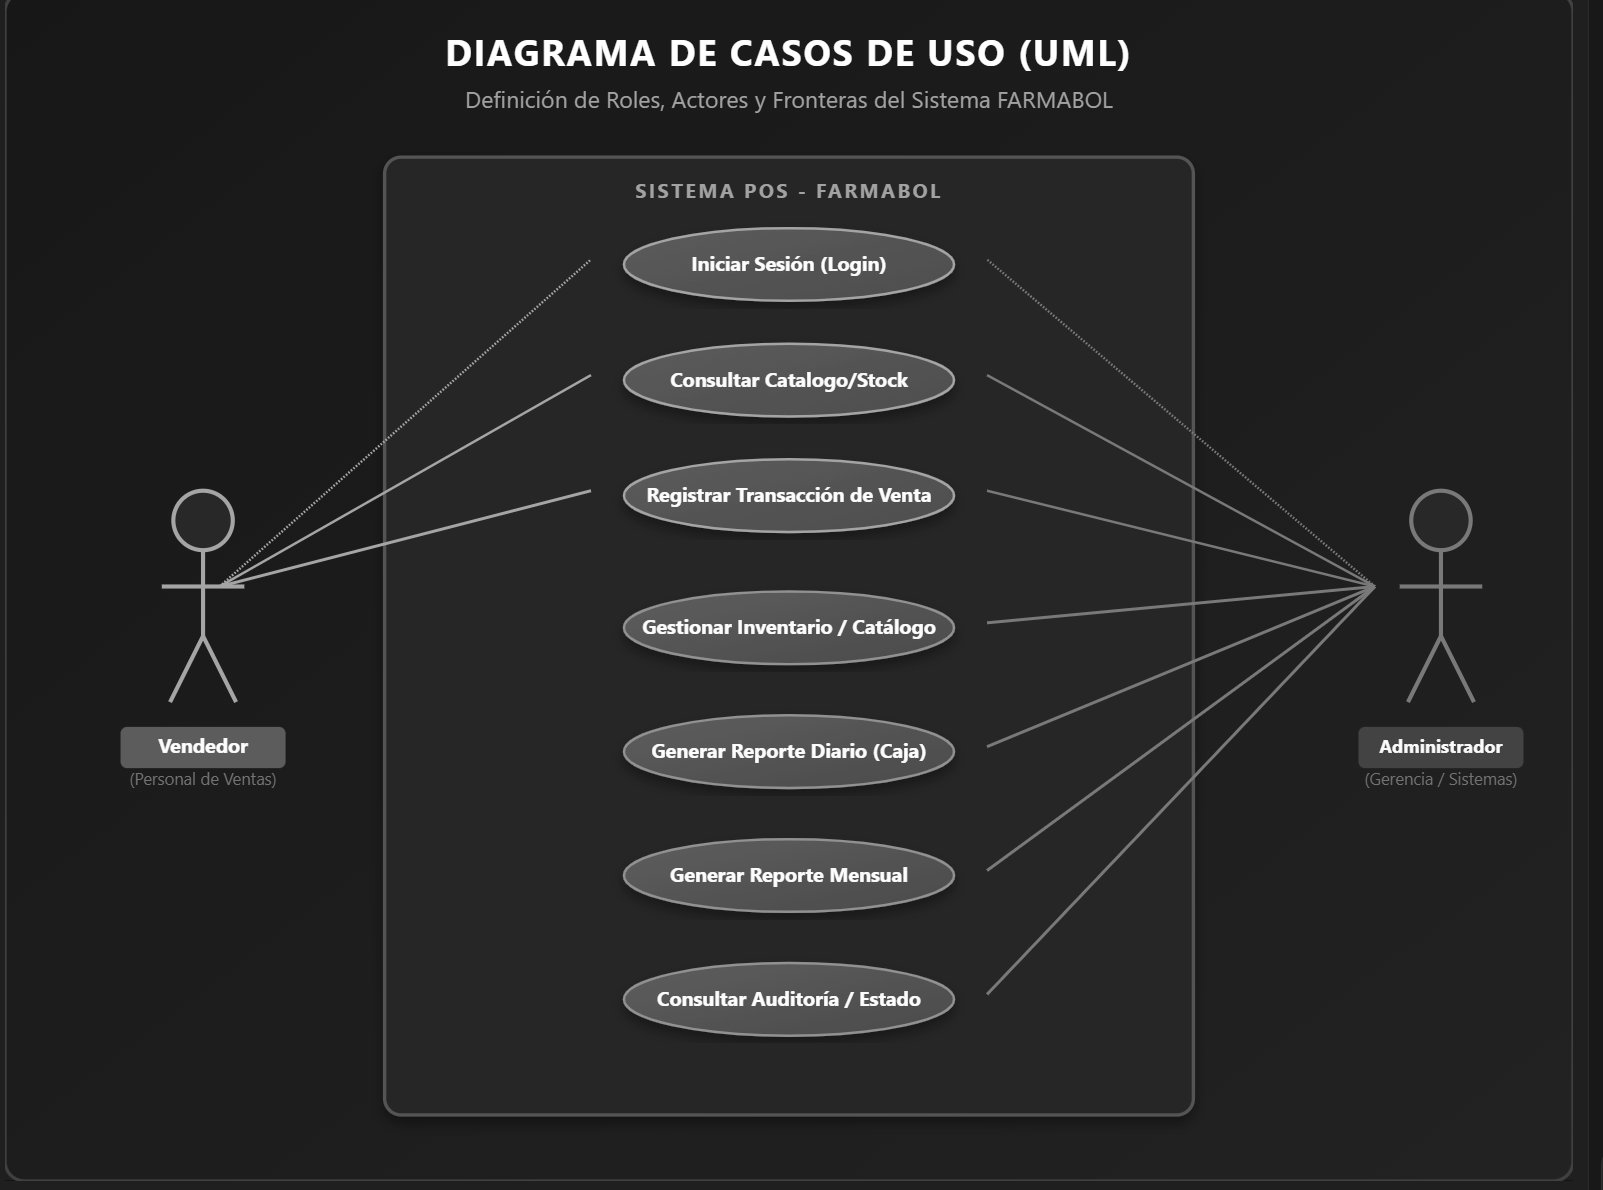 DIAGRAMA DE CASOS DE USO (UML)
Definición de Roles, Actores y Fronteras del Sistema FARMABOL
SISTEMA POS - FARMABOL
Iniciar Sesión (Login)
Consultar Catalogo/Stock
Registrar Transacción de Venta
Gestionar Inventario / Catálogo
Generar Reporte Diario (Caja)
Generar Reporte Mensual
Consultar Auditoría / Estado
Vendedor
(Personal de Ventas)
Administrador
(Gerencia / Sistemas)